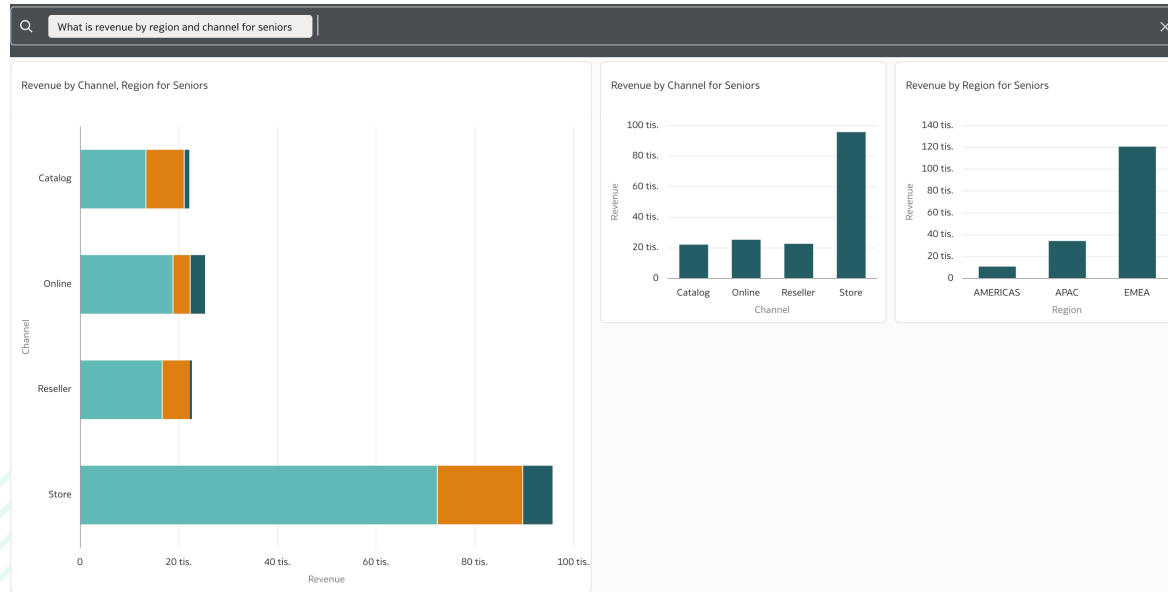 What is revenue by region and channel for seniors
Revenue by Channel, Region for Seniors
Channel
Catalog
Online
Reseller
Store
0 20 tis. 40 tis. 60 tis. 80 tis. 100 tis.
Revenue
Revenue by Channel for Seniors
Revenue
100 tis.
80 tis.
60 tis.
40 tis.
20 tis.
0
Catalog Online Reseller Store
Channel
Revenue by Region for Seniors
Revenue
140 tis.
120 tis.
100 tis.
80 tis.
60 tis.
40 tis.
20 tis.
0
AMERICAS APAC EMEA
Region